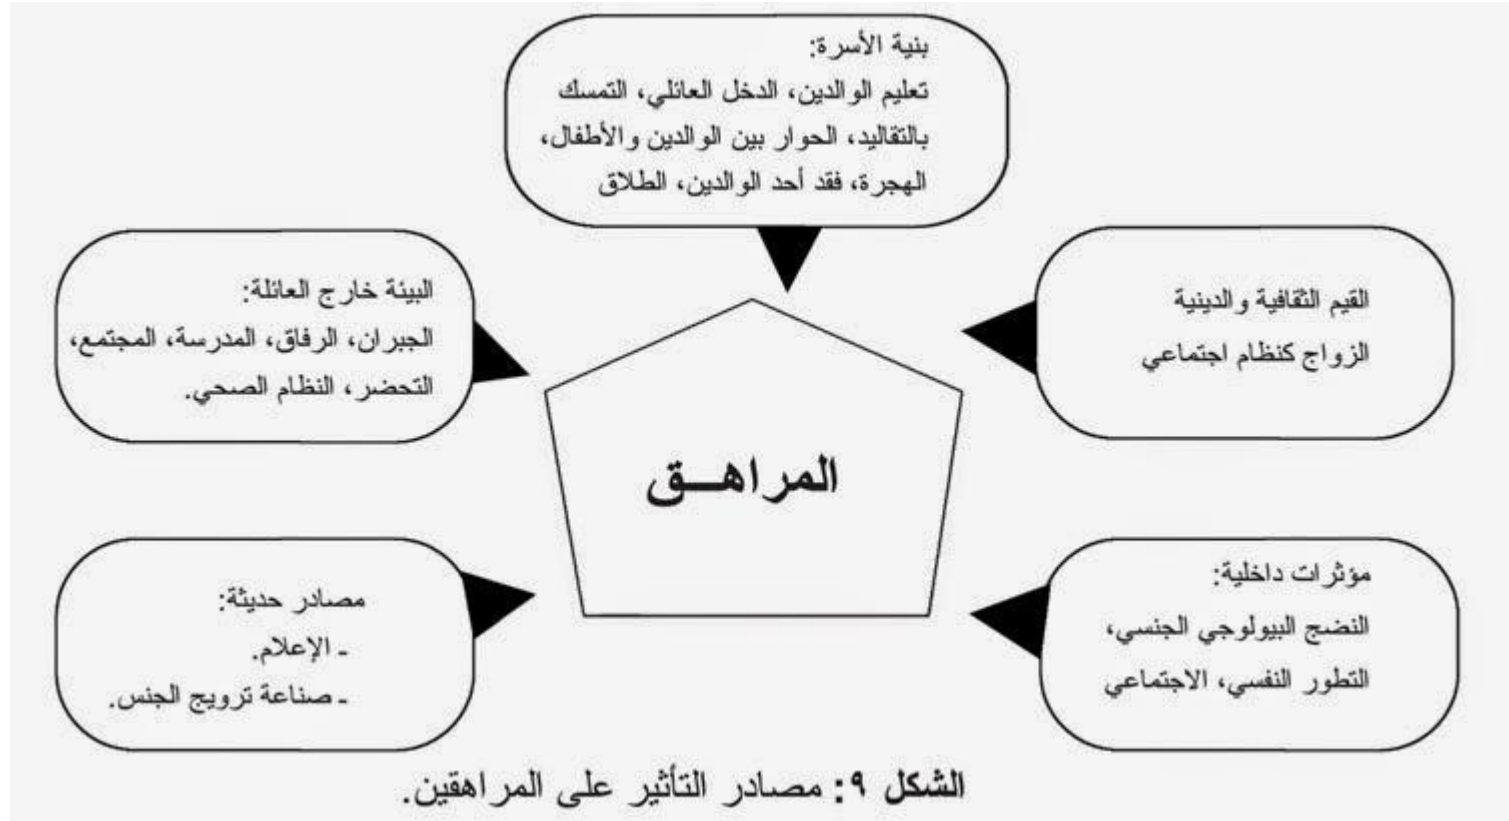 بنية الأسرة:
تعليم الوالدين، الدخل العائلي، التمسك
بالتقاليد، الحوار بين الوالدين والأطفال،
الهجرة، فقد أحد الوالدين، الطلاق
القيم الثقافية والدينية
الزواج كنظام اجتماعي
البيئة خارج العائلة:
الجبران، الرفاق، المدرسة، المجتمع،
التحضر، النظام الصحي.
المراهــق
مؤثرات داخلية:
النضج البيولوجي الجنسي،
التطور النفسي، الاجتماعي
مصادر حديثة:
ـ الإعلام.
ـ صناعة ترويج الجنس.
الشكل ٩: مصادر التأثير على المراهقين.